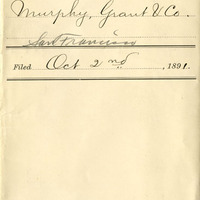 Murphy, Grant & Co.
San Francisco
Filed Oct 2nd, 1891.